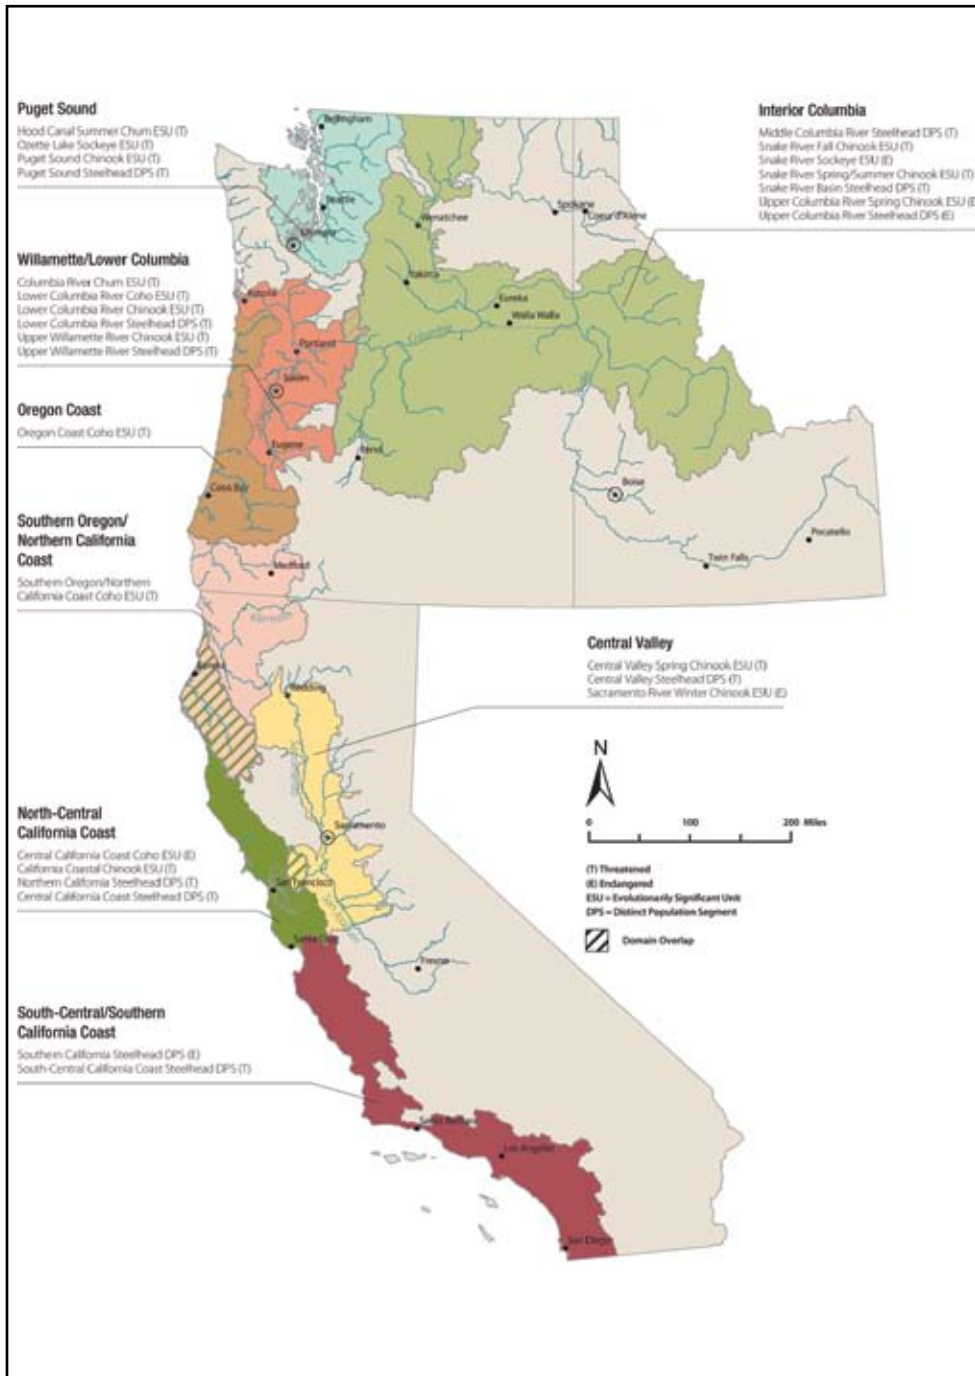 Puget Sound
Hood Canal Summer Chum ESU (T)
Ozette Lake Sockeye ESU (T)
Puget Sound Chinook ESU (T)
Puget Sound Steelhead DPS (T)
Interior Columbia
Middle Columbia River Steelhead DPS (T)
Snake River Fall Chinook ESU (T)
Snake River Sockeye ESU (E)
Snake River Spring/Summer Chinook ESU (T)
Snake River Basin Steelhead DPS (T)
Upper Columbia River Spring Chinook ESU (E
Upper Columbia River Steelhead DPS (E)
Bellingham
Seattle
Olympia
Wenatchee
Spokane
Coeur d'Alene
Willamette/Lower Columbia
Columbia River Chum ESU (T)
Lower Columbia River Coho ESU (T)
Lower Columbia River Chinook ESU (T)
Lower Columbia River Steelhead DPS (T)
Upper Willamette River Chinook ESU (T)
Upper Willamette River Steelhead DPS (T)
Yakima
Astoria
Eureka
Walla Walla
Columbia
Portland
Salem
Oregon Coast
Oregon Coast Coho ESU (T)
Eugene
Bend
Coos Bay
Boise
Pocatello
Twin Falls
Southern Oregon/
Northern California
Coast
Southern Oregon/Northern
California Coast Coho ESU (T)
Medford
Klamath
Eureka
Redding
Central Valley
Central Valley Spring Chinook ESU (T)
Central Valley Steelhead DPS (T)
Sacramento River Winter Chinook ESU (E)
N
0 100 200 Miles
(T) Threatened
(E) Endangered
ESU = Evolutionarily Significant Unit
DPS = Distinct Population Segment
Domain Overlap
North-Central
California Coast
Central California Coast Coho ESU (E)
California Coastal Chinook ESU (T)
Northern California Steelhead DPS (T)
Central California Coast Steelhead DPS (T)
Sacramento
San Francisco
Santa Cruz
Fresno
South-Central/Southern
California Coast
Southern California Steelhead DPS (E)
South-Central California Coast Steelhead DPS (T)
Santa Barbara
Los Angeles
San Diego